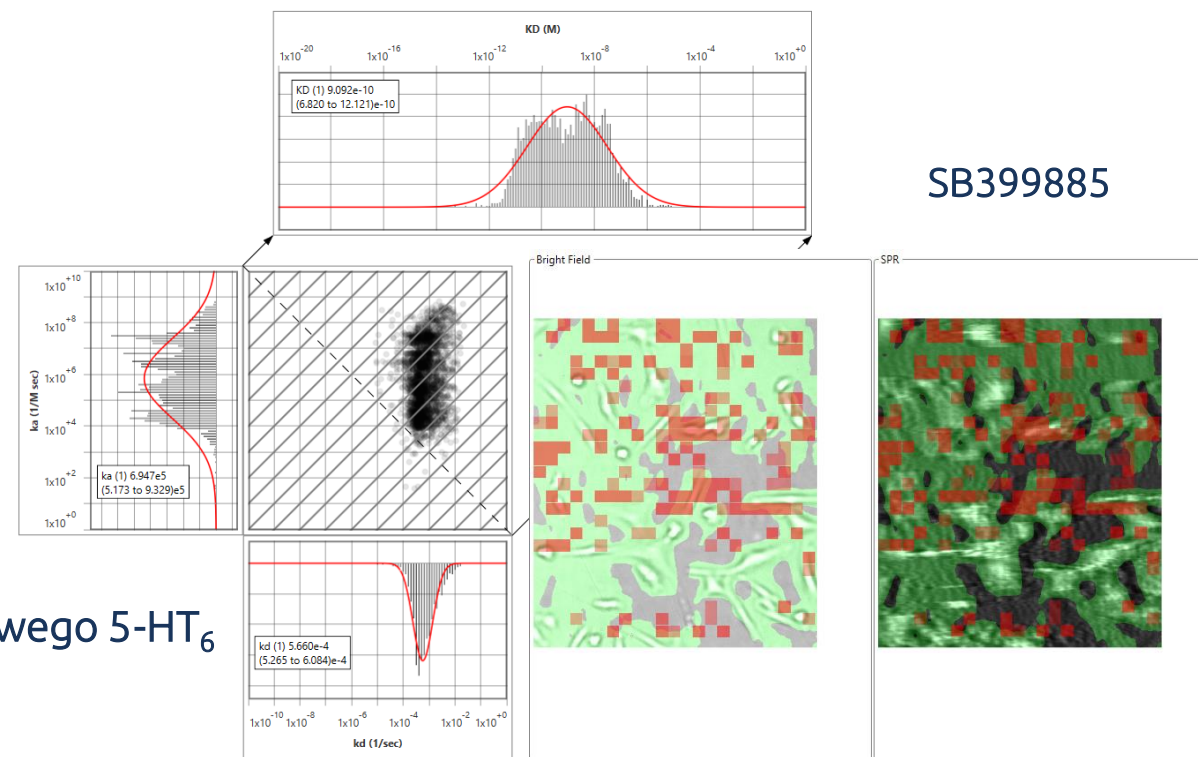 KD (M)
1x10^-20 1x10^-16 1x10^-12 1x10^-8 1x10^-4 1x10^+0
KD (1) 9.092e-10
(6.820 to 12.121)e-10
SB399885
Bright Field
SPR
ka (1/M sec)
1x10^+10
1x10^+8
1x10^+6
1x10^+4
1x10^+2
1x10^+0
ka (1) 6.947e5
(5.173 to 9.329)e5
wego 5-HT₆
kd (1) 5.660e-4
(5.265 to 6.084)e-4
1x10^-10 1x10^-8 1x10^-6 1x10^-4 1x10^-2 1x10^+0
kd (1/sec)